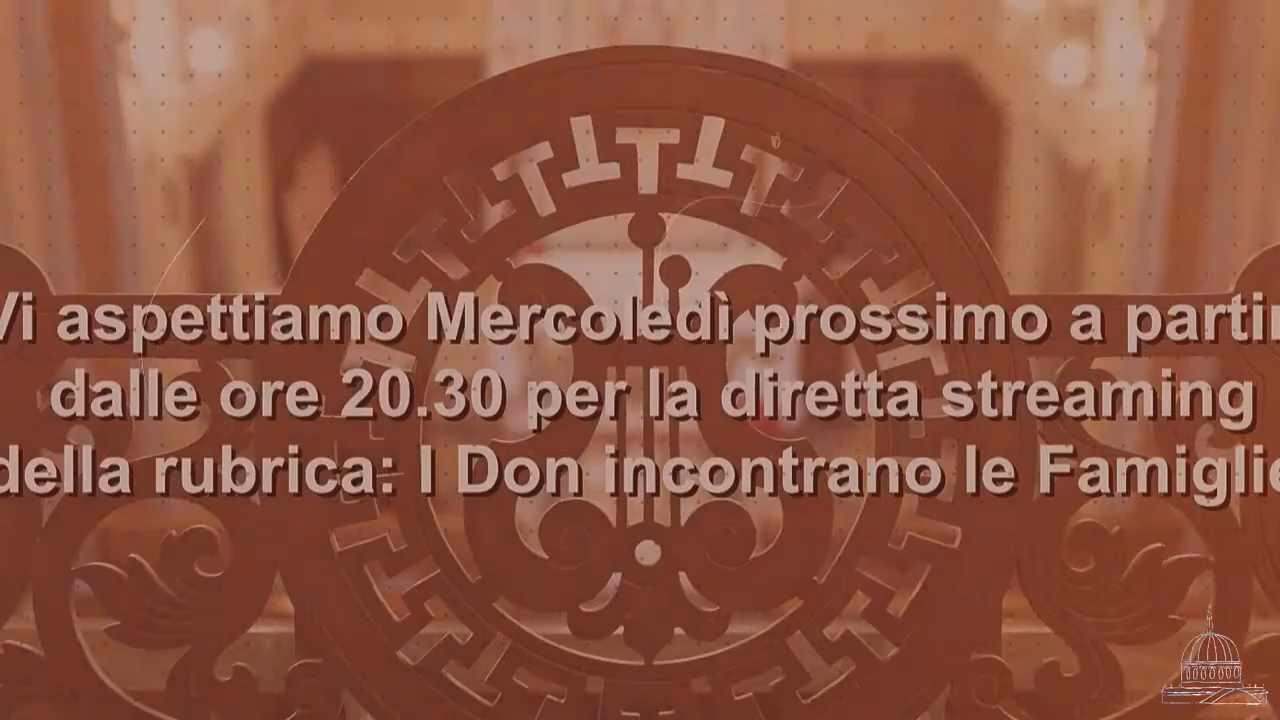 Vi aspettiamo Mercoledì prossimo a partir
dalle ore 20.30 per la diretta streaming
della rubrica: I Don incontrano le Famiglie